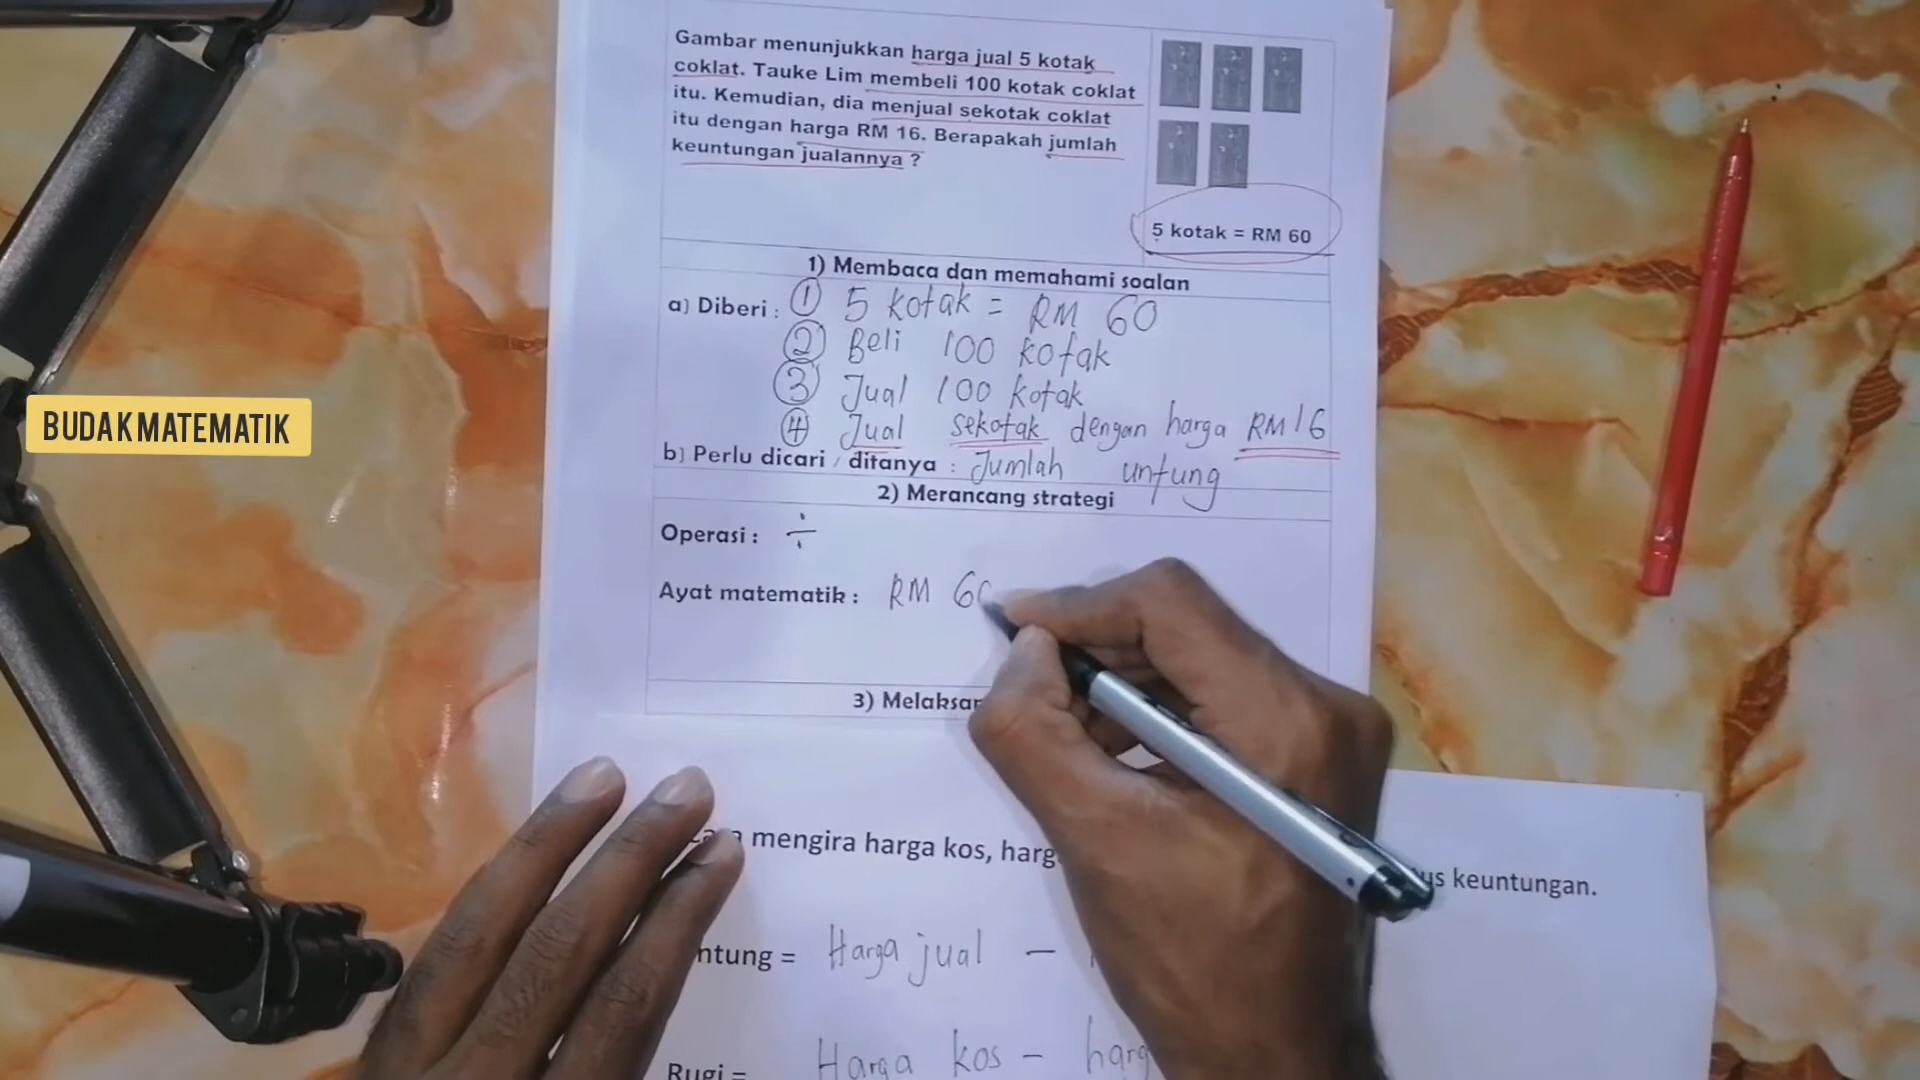 Gambar menunjukkan harga jual 5 kotak
coklat. Tauke Lim membeli 100 kotak coklat
itu. Kemudian, dia menjual sekotak coklat
itu dengan harga RM 16. Berapakah jumlah
keuntungan jualannya ?
5 kotak = RM 60
1) Membaca dan memahami soalan
a) Diberi : ① 5 kotak = RM 60
② Beli 100 kotak
③ Jual 100 kotak
④ Jual sekotak dengan harga RM16
b) Perlu dicari / ditanya : Jumlah untung
2) Merancang strategi
Operasi : ÷
Ayat matematik : RM 60
3) Melaksan
BUDAK MATEMATIK
mengira harga kos, harg
us keuntungan.
ntung = Harga jual –
Rugi = Harga kos – harg